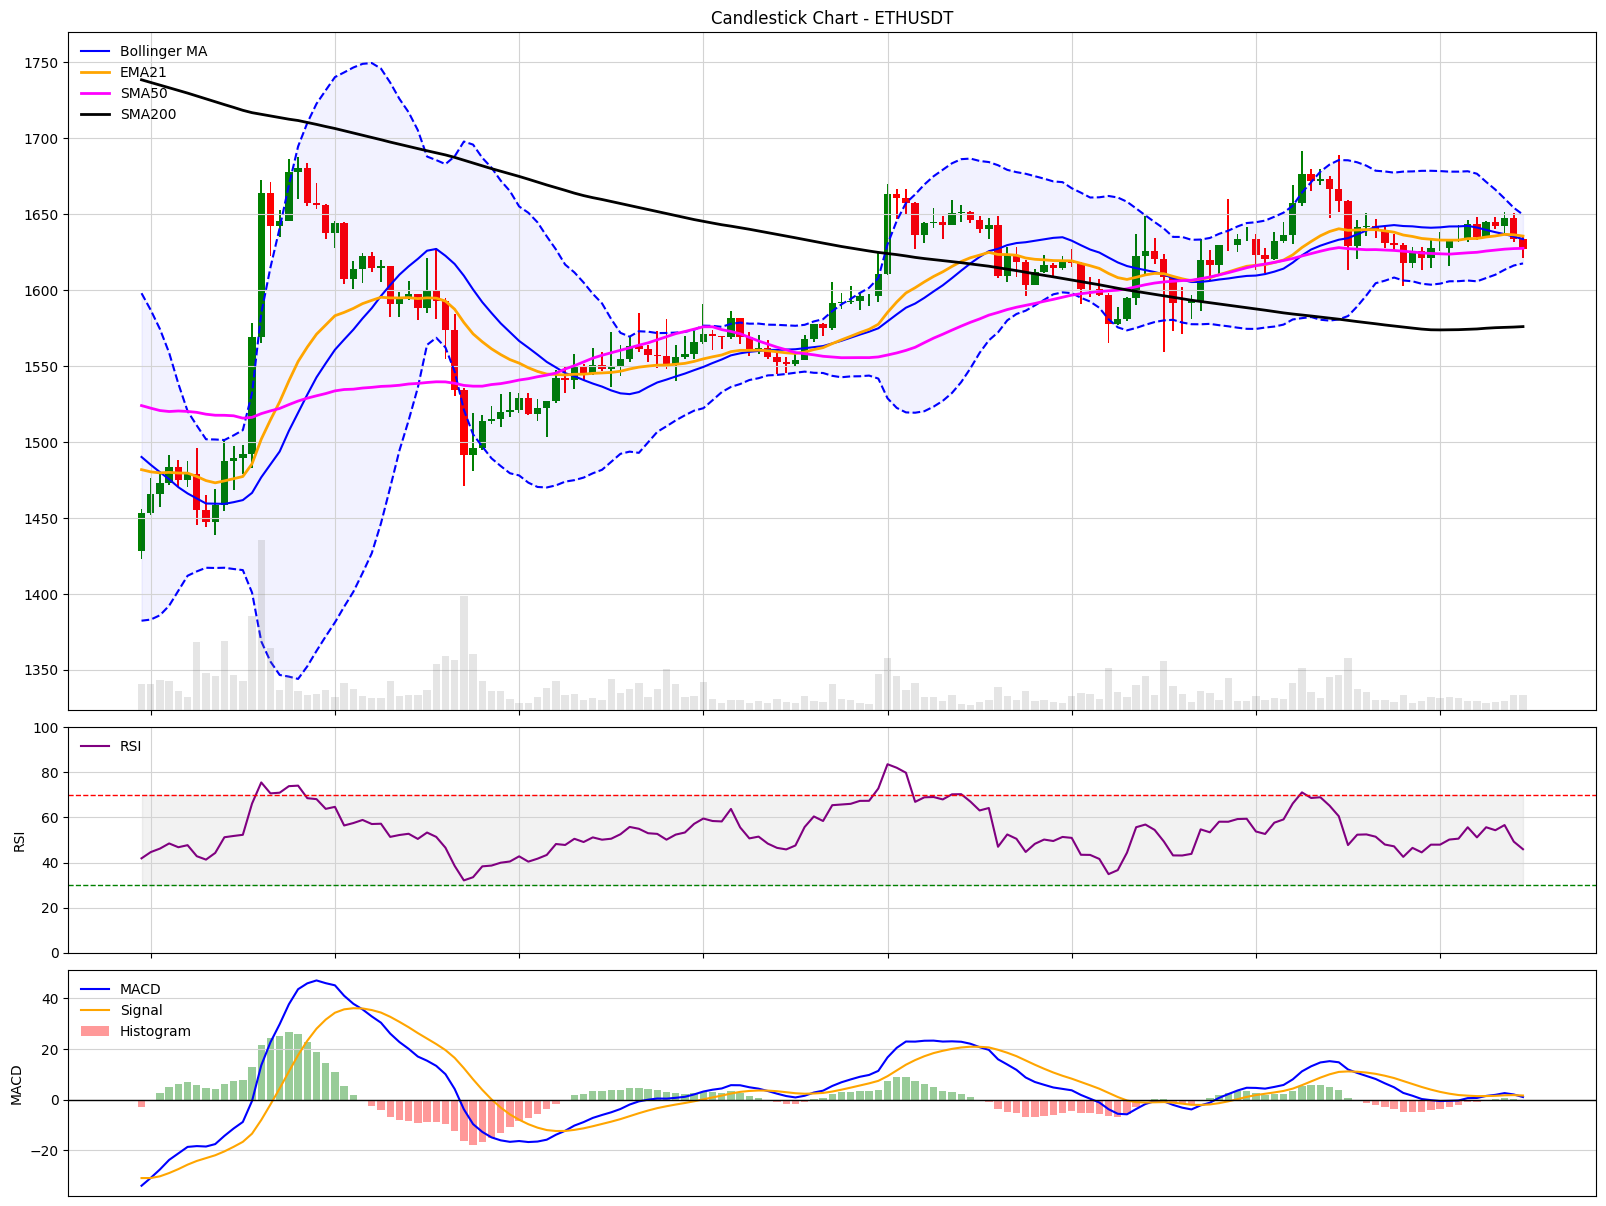 Candlestick Chart - ETHUSDT
Bollinger MA
EMA21
SMA50
SMA200
1750
1700
1650
1600
1550
1500
1450
1400
1350
RSI
100
80
60
40
20
0
RSI
MACD
Signal
Histogram
40
20
0
−20
MACD